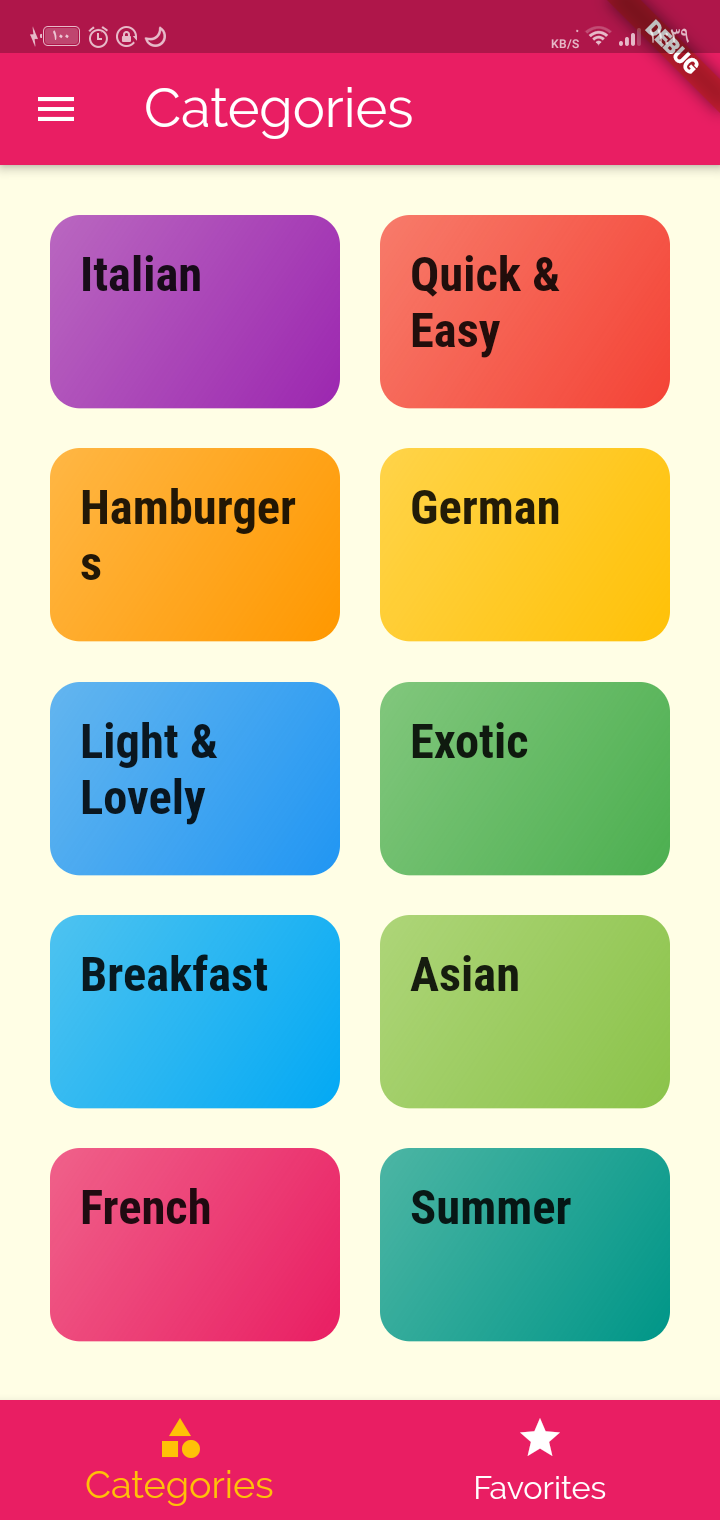 ١٠٠
KB/S
DEBUG
Categories
Italian
Quick &
Easy
Hamburger
s
German
Light &
Lovely
Exotic
Breakfast
Asian
French
Summer
Categories
Favorites